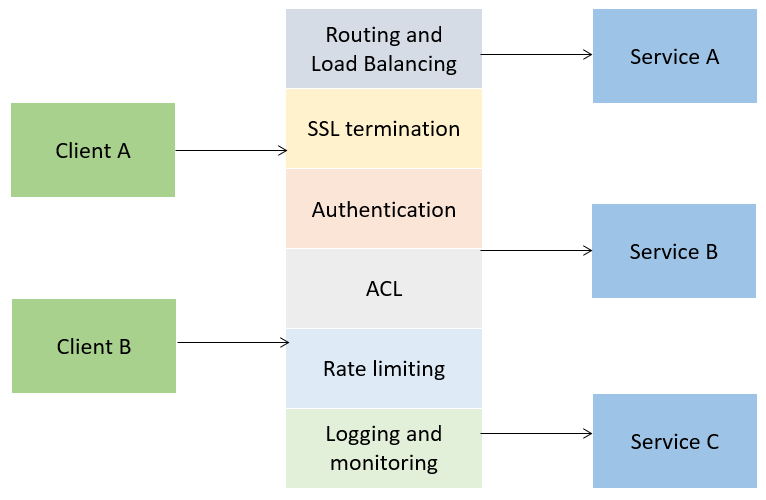 Client A
Client B
Routing and
Load Balancing
SSL termination
Authentication
ACL
Rate limiting
Logging and
monitoring
Service A
Service B
Service C